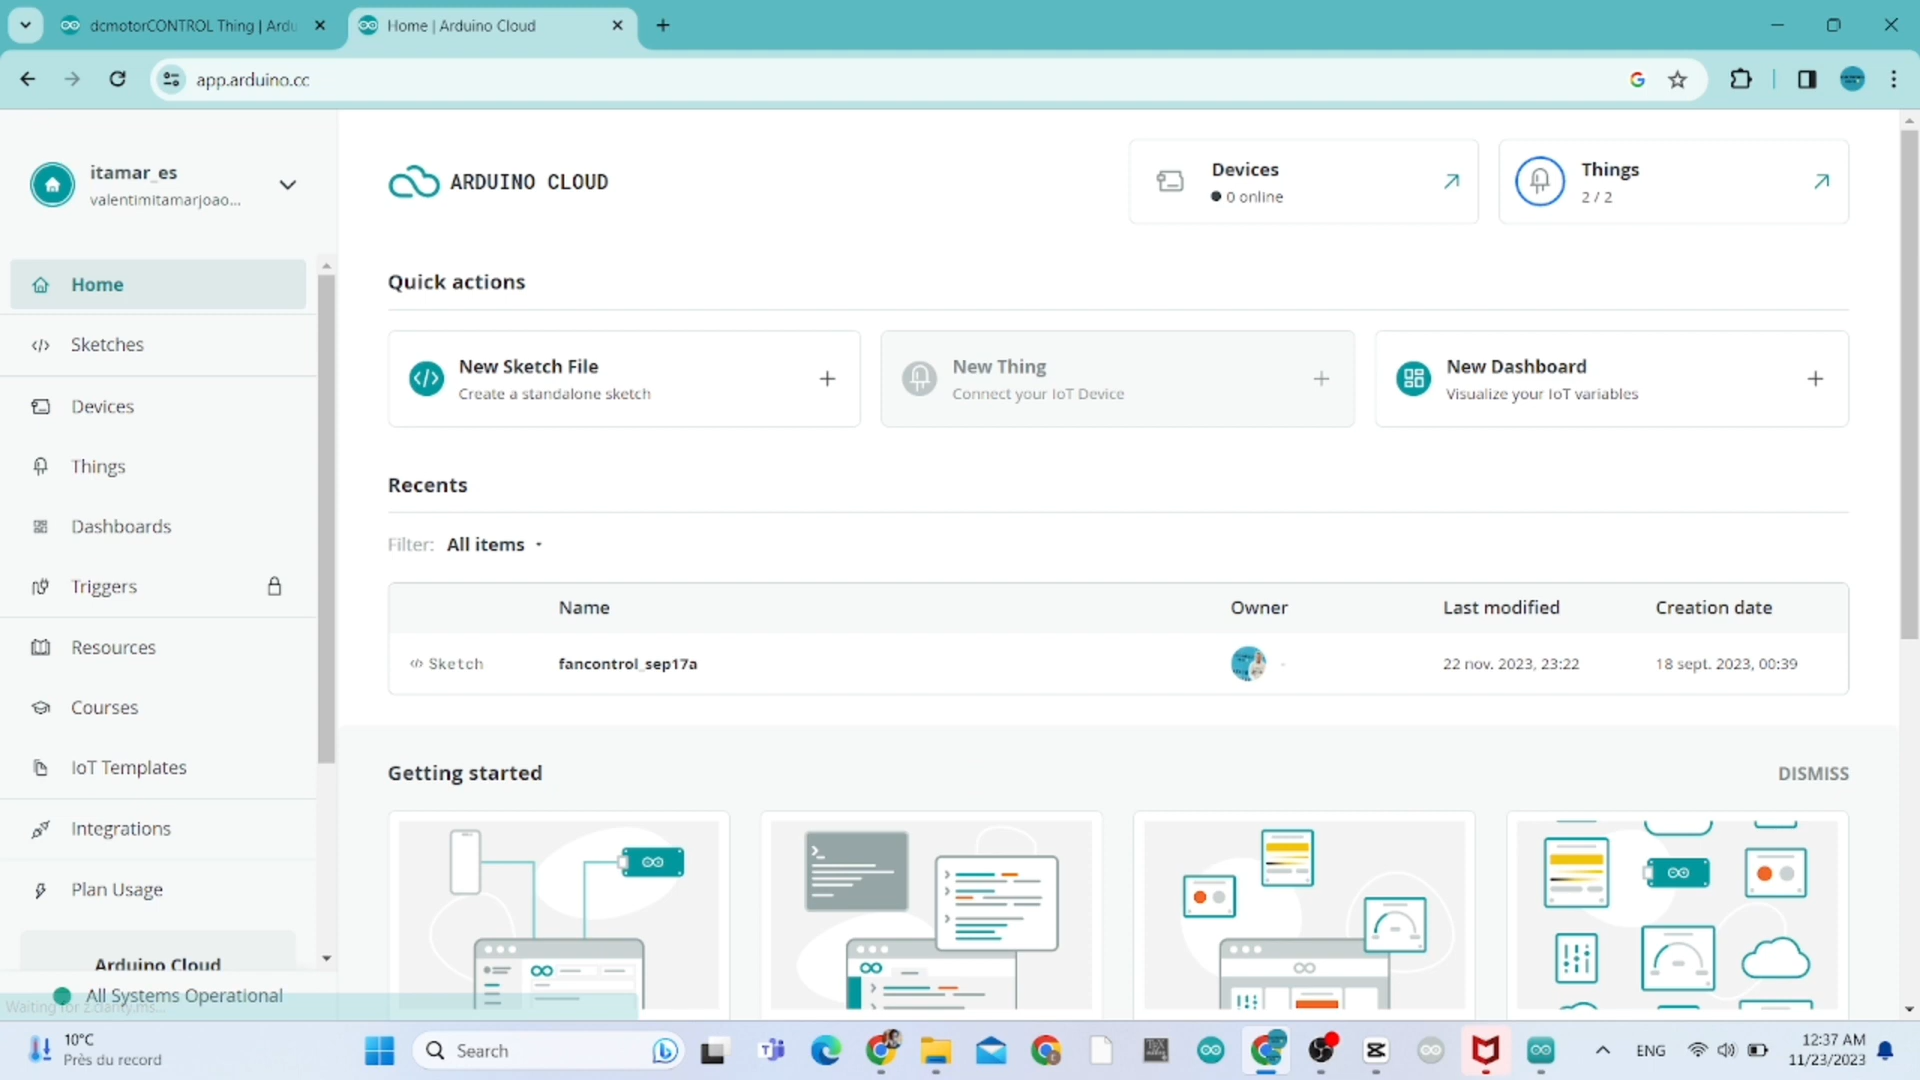 dcmotorCONTROL Thing | Ardu
Home | Arduino Cloud
app.arduino.cc
itamar_es
valentimitamarjoao...
ARDUINO CLOUD
Devices
0 online
Things
2 / 2
Home
Sketches
Devices
Things
Dashboards
Triggers
Resources
Courses
IoT Templates
Integrations
Plan Usage
Arduino Cloud
All Systems Operational
Waiting for z.clarity.ms...
Quick actions
New Sketch File
Create a standalone sketch
New Thing
Connect your IoT Device
New Dashboard
Visualize your IoT variables
Recents
Filter: All items
Name Owner Last modified Creation date
Sketch fancontrol_sep17a 22 nov. 2023, 23:22 18 sept. 2023, 00:39
Getting started
DISMISS
10°C
Près du record
Search
ENG
12:37 AM
11/23/2023